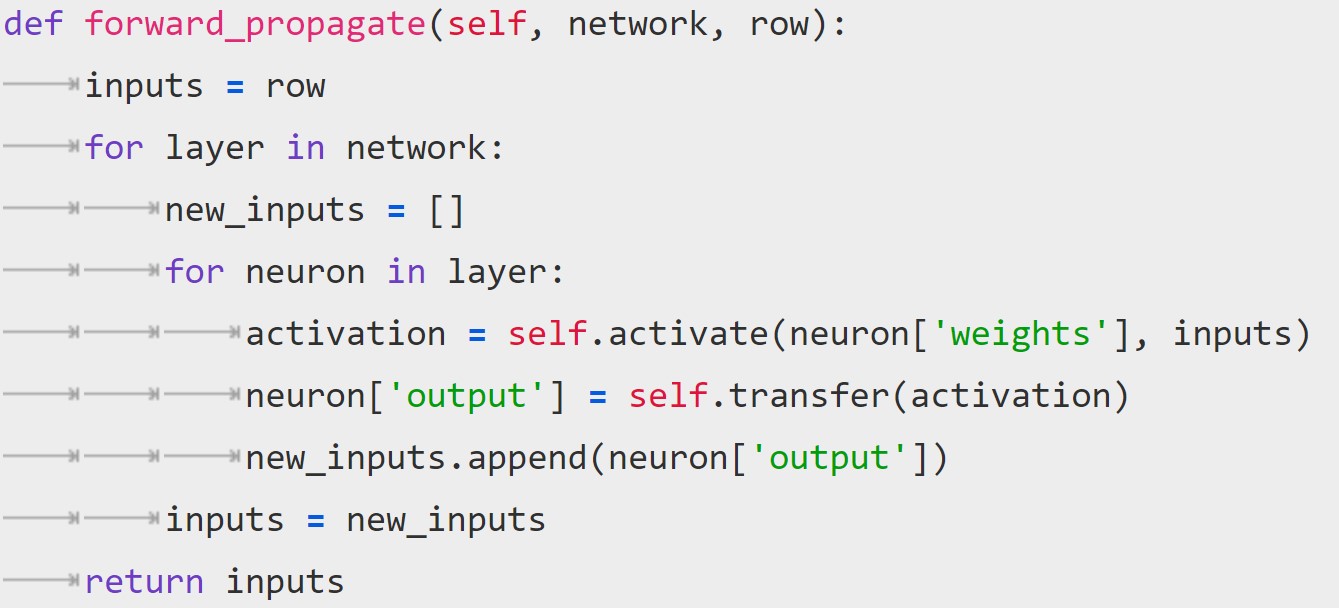 def forward_propagate(self, network, row):
	inputs = row
	for layer in network:
		new_inputs = []
		for neuron in layer:
			activation = self.activate(neuron['weights'], inputs)
			neuron['output'] = self.transfer(activation)
			new_inputs.append(neuron['output'])
		inputs = new_inputs
	return inputs